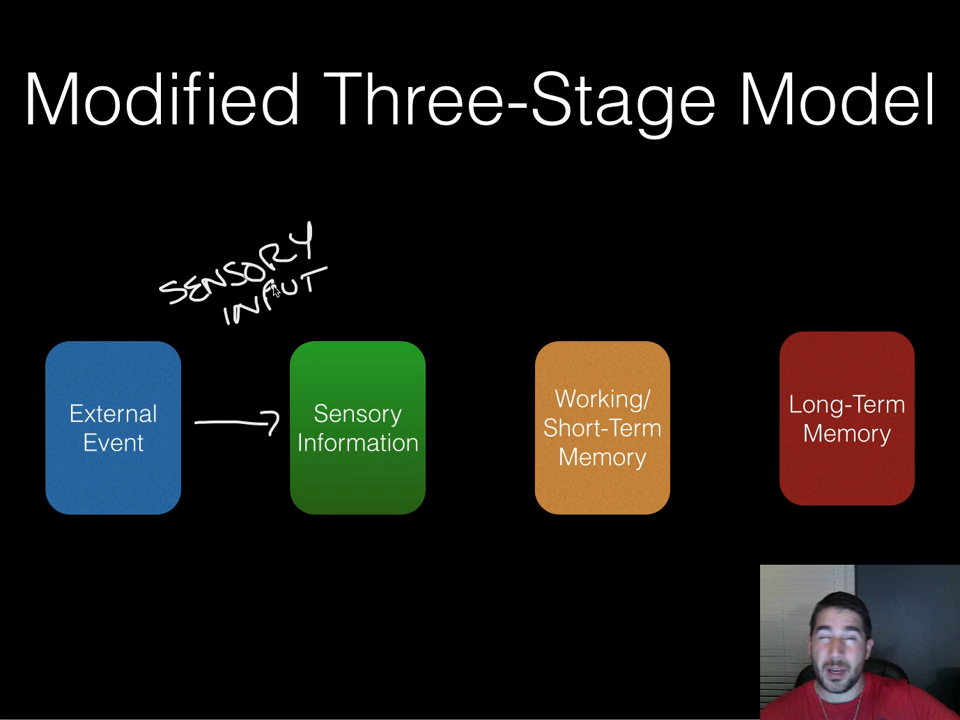 Modified Three-Stage Model
SENSORY
INPUT
External
Event
Sensory
Information
Working/
Short-Term
Memory
Long-Term
Memory